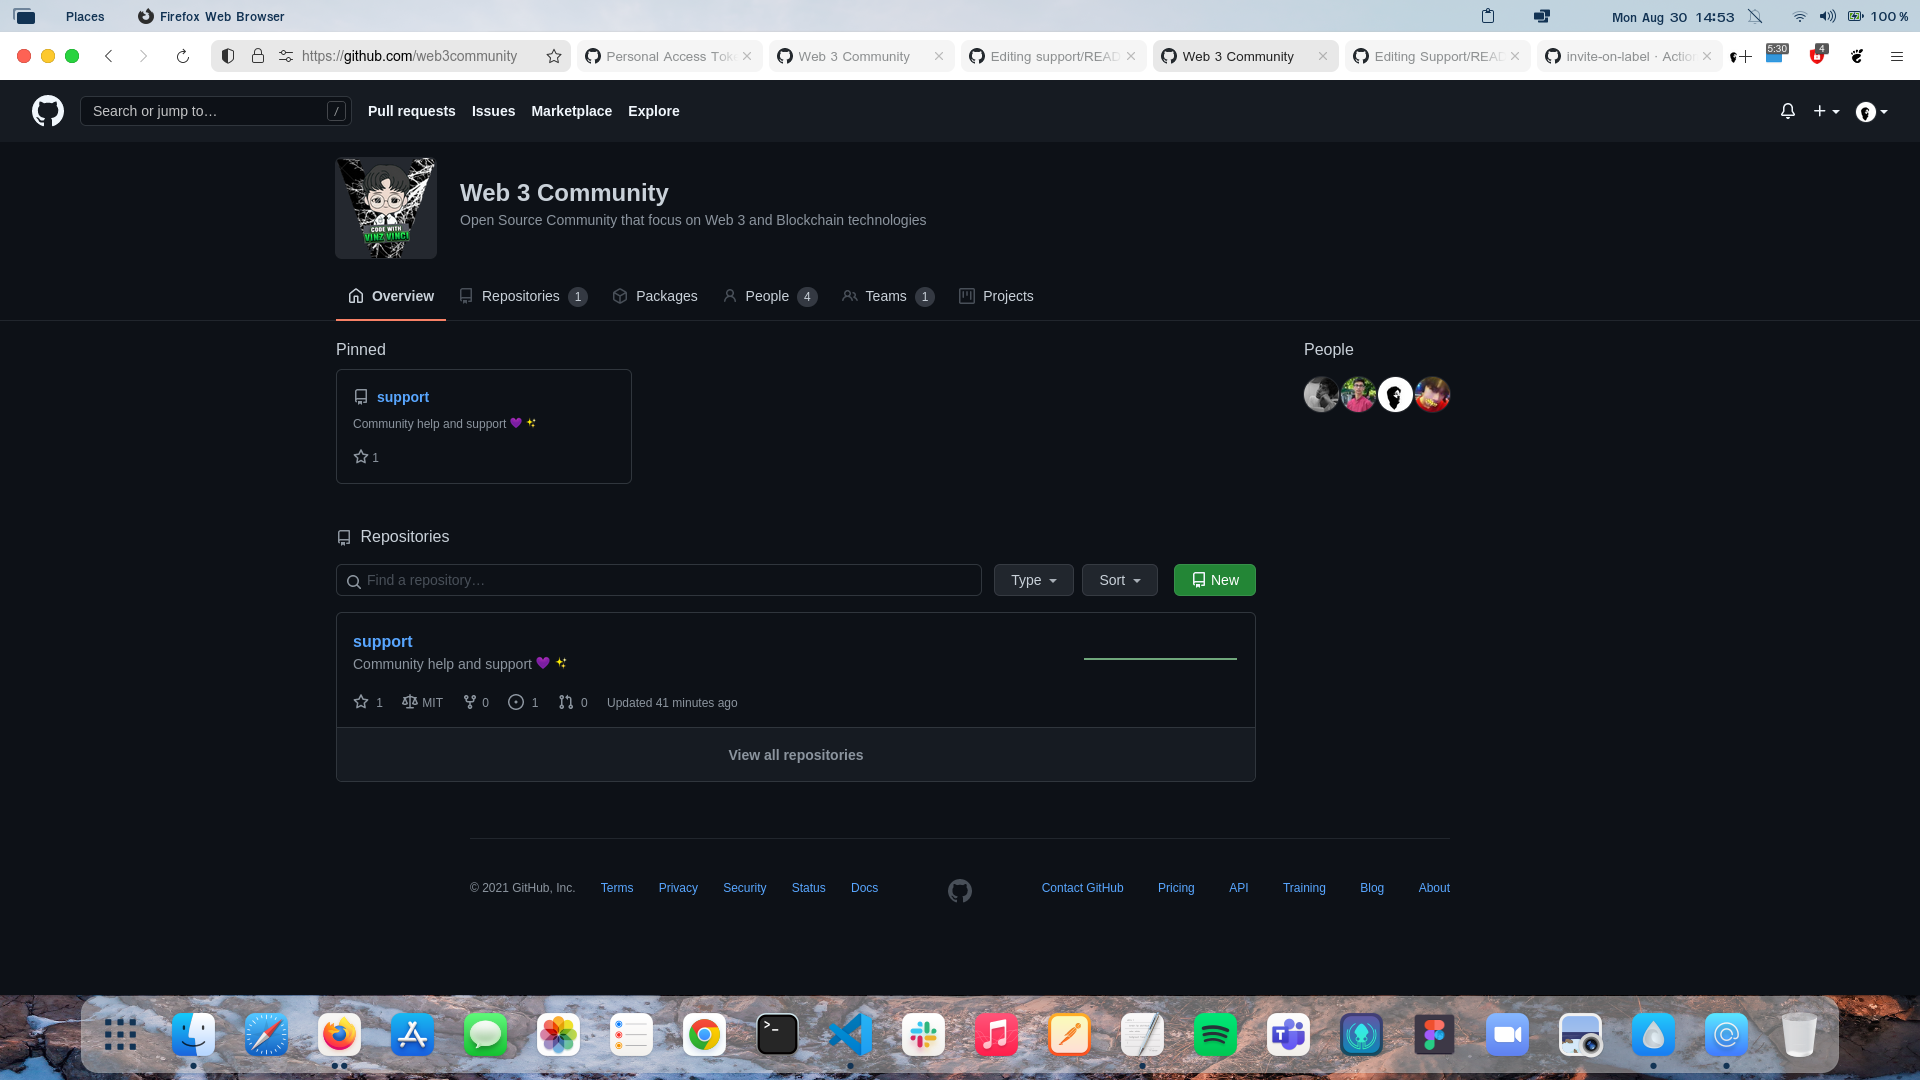 Places
Firefox Web Browser
Mon Aug 30 14:53
100 %
https://github.com/web3community
Personal Access Toke
Web 3 Community
Editing support/READ
Web 3 Community
Editing Support/READ
invite-on-label · Action
5:30
4
Search or jump to…
/
Pull requests
Issues
Marketplace
Explore
CODE WITH
VINZ VINCI
Web 3 Community
Open Source Community that focus on Web 3 and Blockchain technologies
Overview
Repositories 1
Packages
People 4
Teams 1
Projects
Pinned
People
support
Community help and support 💜 ✨
1
Repositories
Find a repository…
Type
Sort
New
support
Community help and support 💜 ✨
1 MIT 0 1 0 Updated 41 minutes ago
View all repositories
© 2021 GitHub, Inc.
Terms
Privacy
Security
Status
Docs
Contact GitHub
Pricing
API
Training
Blog
About